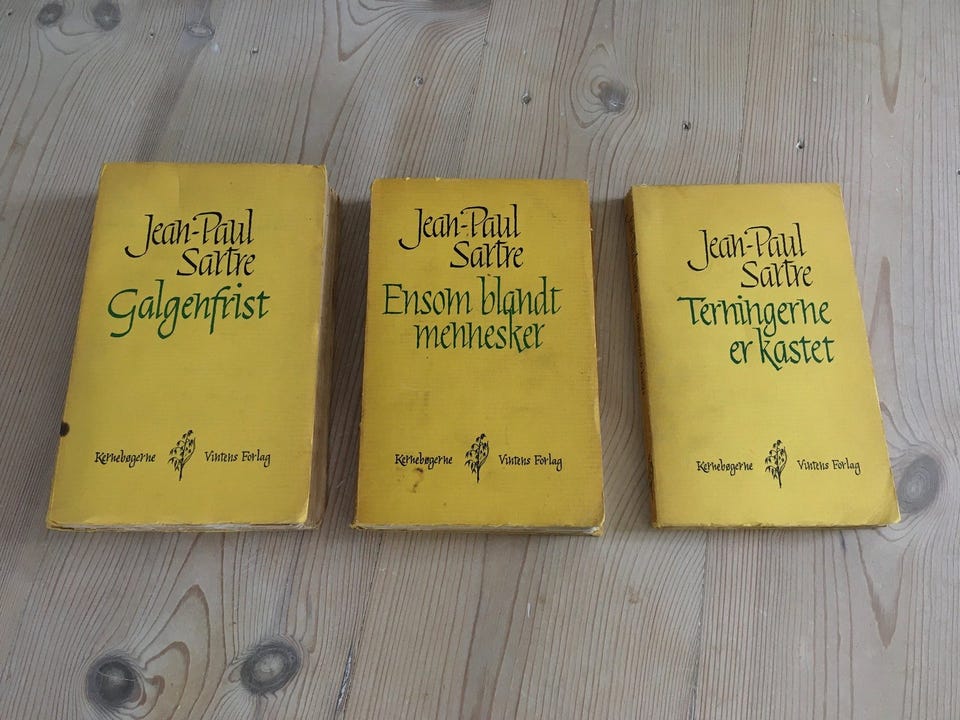 Jean-Paul
Sartre
Galgenfrist
Kernebøgerne Vintens Forlag
Jean-Paul
Sartre
Ensom blandt
mennesker
Kernebøgerne Vintens Forlag
Jean-Paul
Sartre
Terningerne
er kastet
Kernebøgerne Vintens Forlag